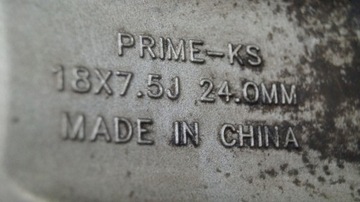 PRIME-KS
18X7.5J 24.0MM
MADE IN CHINA